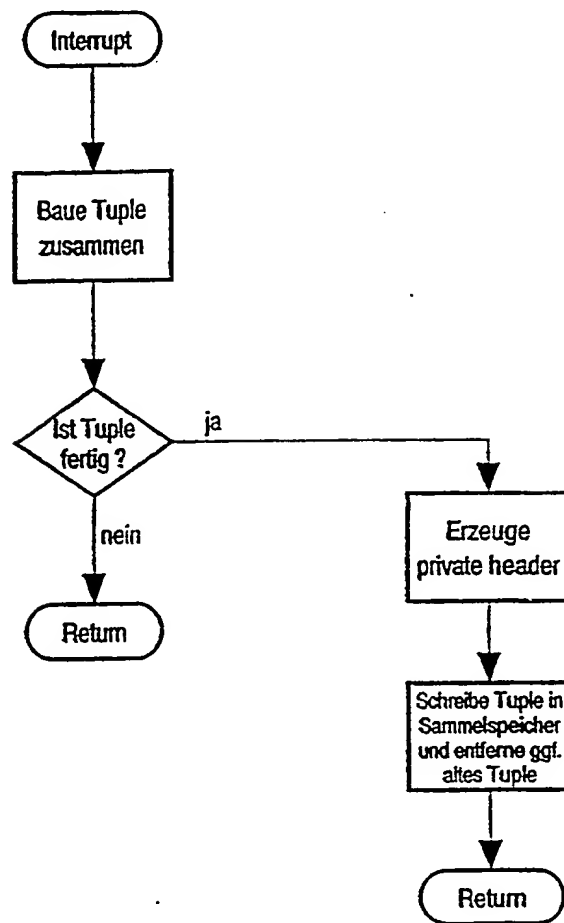 Interrupt
Baue Tuple
zusammen
Ist Tuple
fertig ?
ja
nein
Return
Erzeuge
private header
Schreibe Tuple in
Sammelspeicher
und entferne ggf.
altes Tuple
Return